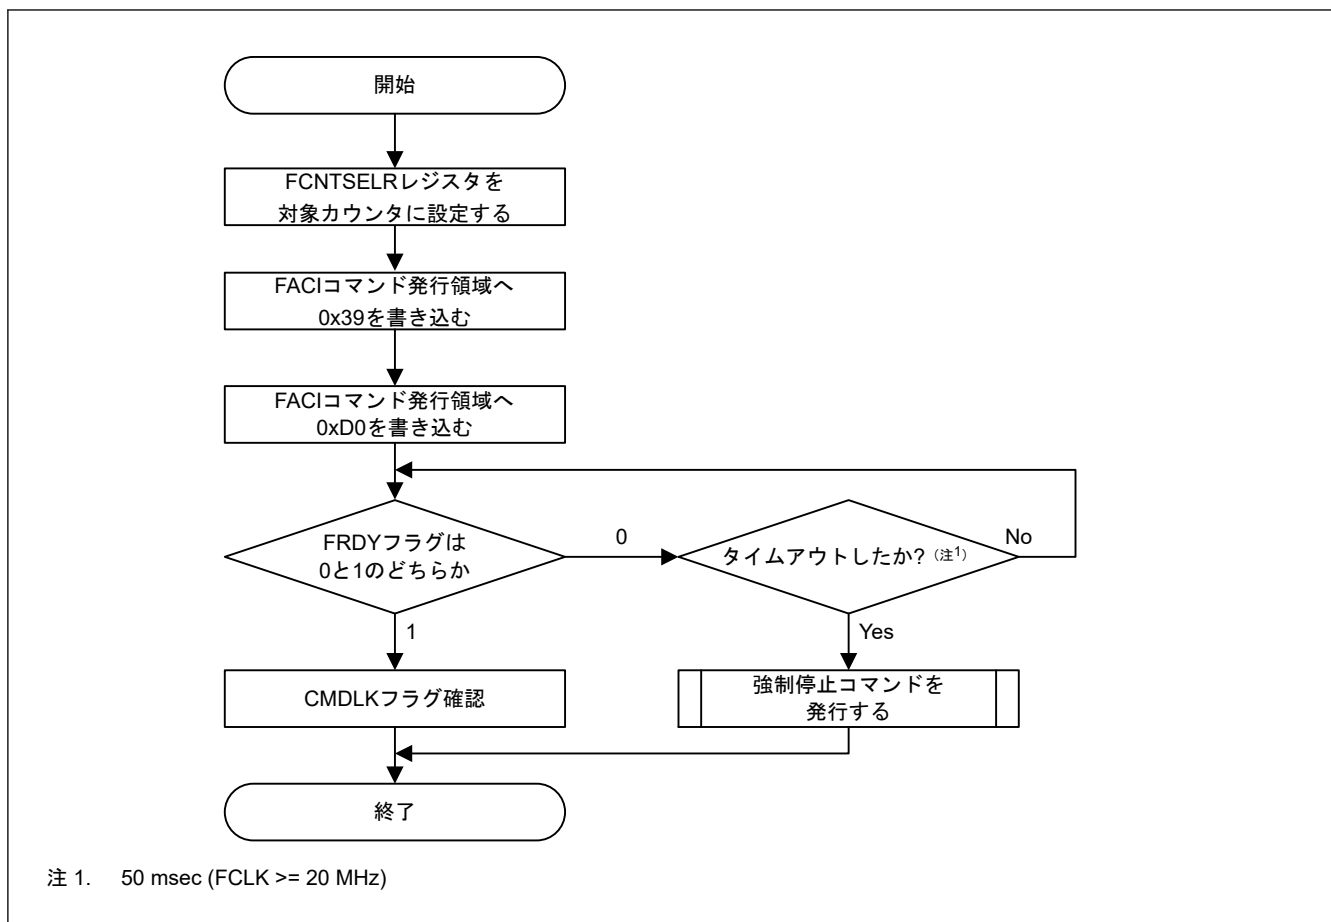 開始
FCNTSELRレジスタを
対象カウンタに設定する
FACIコマンド発行領域へ
0x39を書き込む
FACIコマンド発行領域へ
0xD0を書き込む
FRDYフラグは
0と1のどちらか
0
タイムアウトしたか? (注1)
No
1
Yes
CMDLKフラグ確認
強制停止コマンドを
発行する
終了
注 1. 50 msec (FCLK >= 20 MHz)